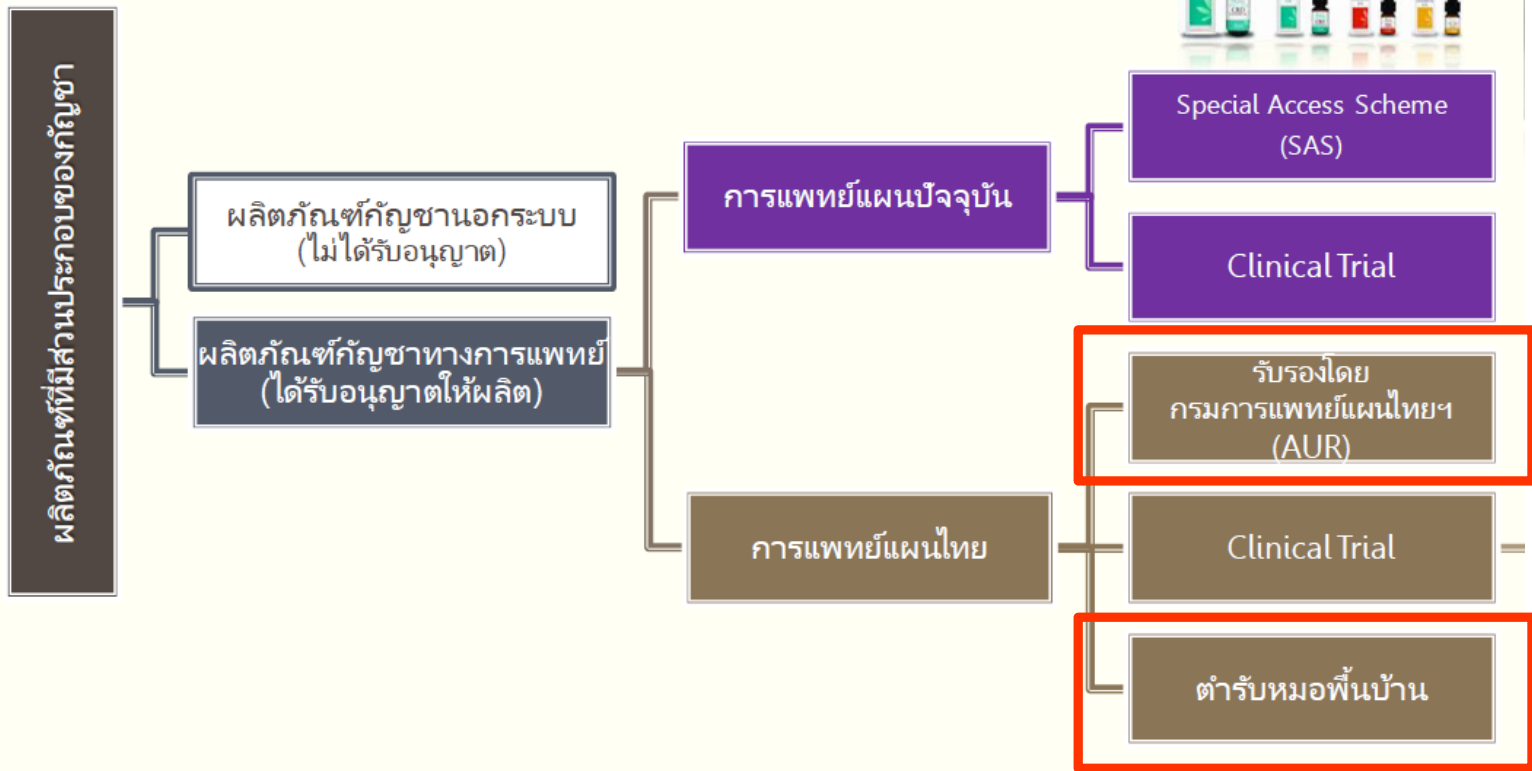 ผลิตภัณฑ์ที่มีส่วนประกอบของกัญชา
ผลิตภัณฑ์กัญชานอกระบบ
(ไม่ได้รับอนุญาต)
ผลิตภัณฑ์กัญชาทางการแพทย์
(ได้รับอนุญาตให้ผลิต)
การแพทย์แผนปัจจุบัน
การแพทย์แผนไทย
CBD
Special Access Scheme
(SAS)
Clinical Trial
รับรองโดย
กรมการแพทย์แผนไทยฯ
(AUR)
Clinical Trial
ตำรับหมอพื้นบ้าน